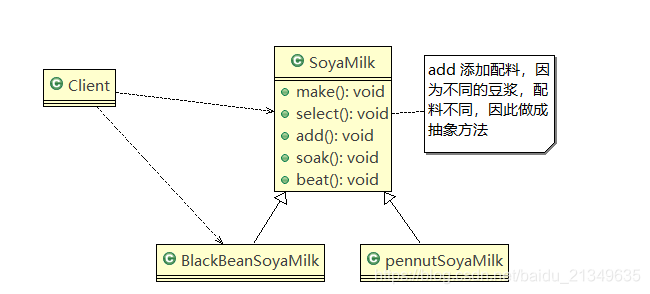 Client
SoyaMilk
make(): void
select(): void
add(): void
soak(): void
beat(): void
add 添加配料，因
为不同的豆浆，配
料不同，因此做成
抽象方法
BlackBeanSoyaMilk
pennutSoyaMilk
https://blog.csdn.net/baidu_21349635